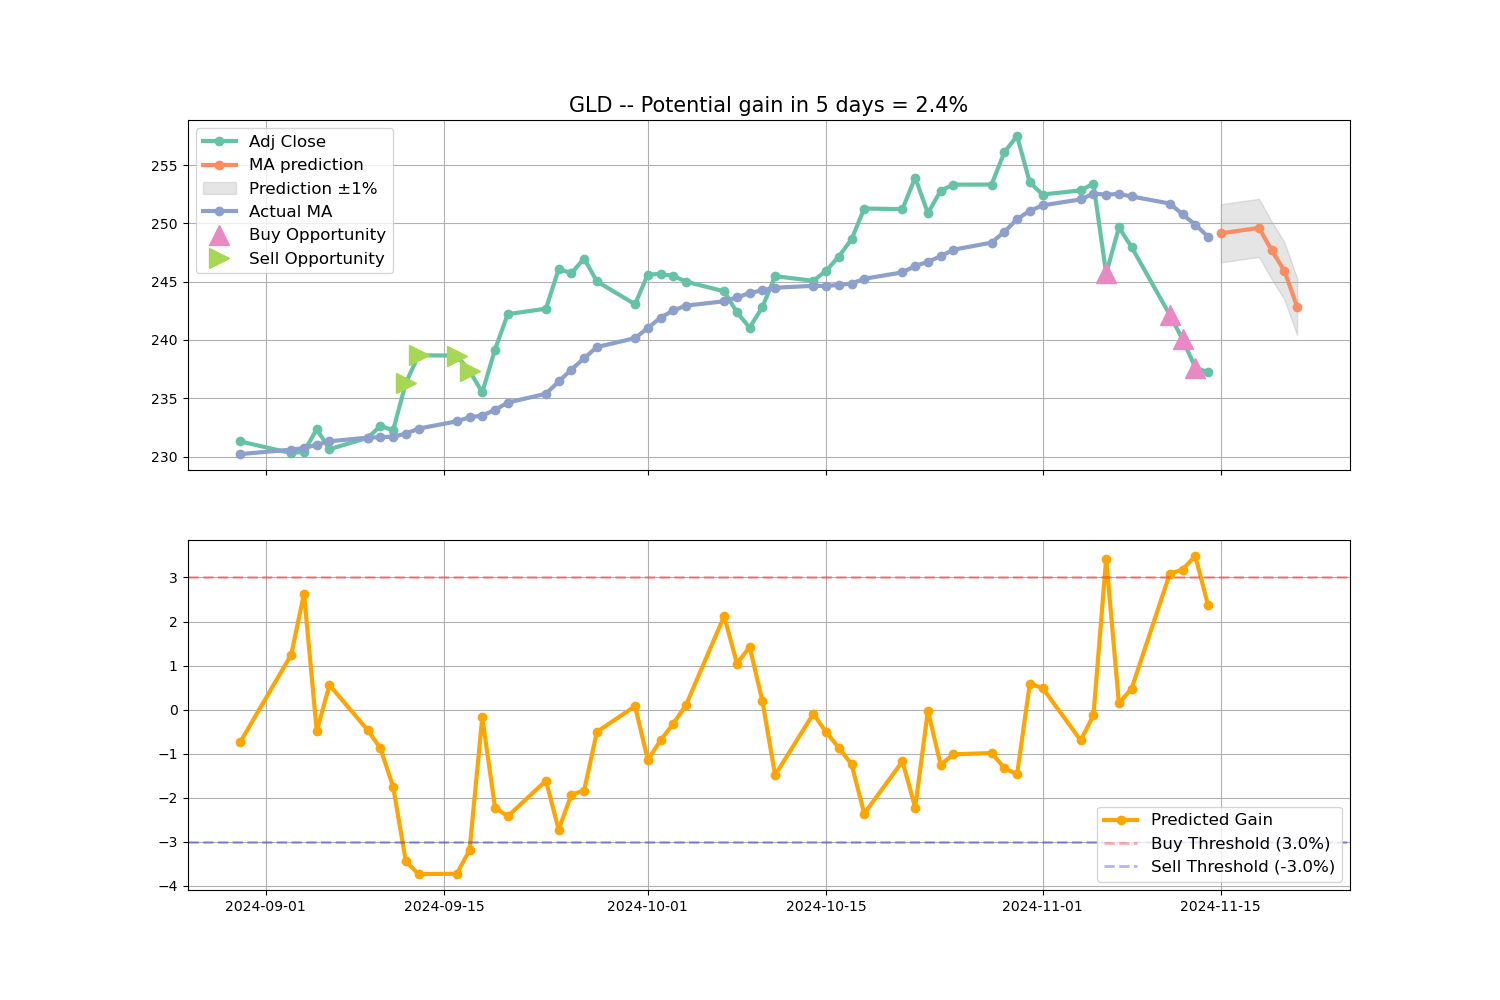 GLD -- Potential gain in 5 days = 2.4%
Adj Close
MA prediction
Prediction ±1%
Actual MA
Buy Opportunity
Sell Opportunity
255
250
245
240
235
230
3
2
1
0
−1
−2
−3
−4
Predicted Gain
Buy Threshold (3.0%)
Sell Threshold (-3.0%)
2024-09-01 2024-09-15 2024-10-01 2024-10-15 2024-11-01 2024-11-15